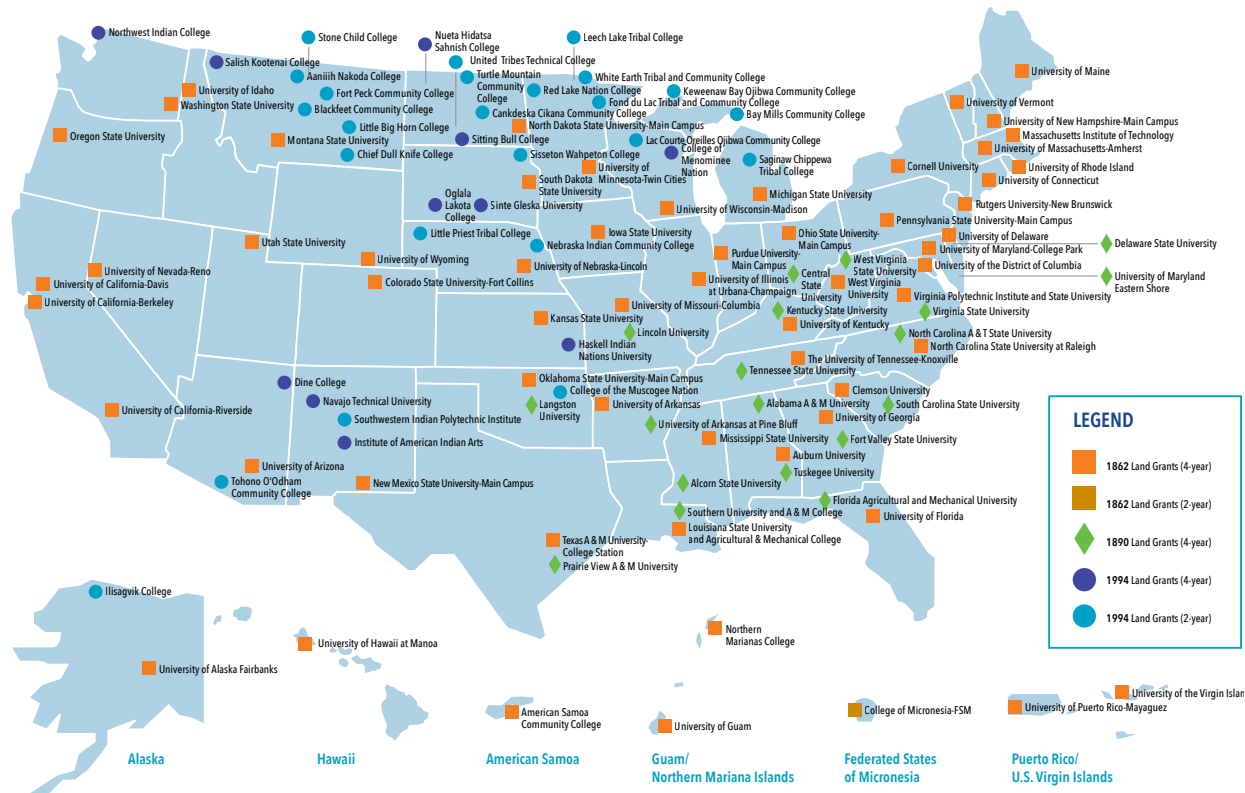 Northwest Indian College
Stone Child College
Nueta Hidatsa
Sahnish College
Leech Lake Tribal College
Salish Kootenai College
United Tribes Technical College
Aaniiih Nakoda College
Turtle Mountain
Community
College
White Earth Tribal and Community College
University of Idaho
Fort Peck Community College
Red Lake Nation College
Keweenaw Bay Ojibwa Community College
University of Maine
Washington State University
Blackfeet Community College
Cankdeska Cikana Community College
Fond du Lac Tribal and Community College
Bay Mills Community College
University of Vermont
Oregon State University
Little Big Horn College
North Dakota State University-Main Campus
University of New Hampshire-Main Campus
Montana State University
Sitting Bull College
Lac Courte Oreilles Ojibwa Community College
Massachusetts Institute of Technology
Chief Dull Knife College
Sisseton Wahpeton College
College of
Menominee
Nation
Saginaw Chippewa
Tribal College
University of Massachusetts-Amherst
University of
Minnesota-Twin Cities
Cornell University
University of Rhode Island
South Dakota
State University
University of Connecticut
Oglala
Lakota
College
Sinte Gleska University
Michigan State University
Rutgers University-New Brunswick
University of Wisconsin-Madison
Pennsylvania State University-Main Campus
Little Priest Tribal College
Iowa State University
Ohio State University-
Main Campus
University of Delaware
Utah State University
Nebraska Indian Community College
Delaware State University
University of Maryland-College Park
University of Wyoming
Purdue University-
Main Campus
West Virginia
State University
University of the District of Columbia
University of Nevada-Reno
University of Nebraska-Lincoln
Central
State
University
University of Maryland
Eastern Shore
University of California-Davis
Colorado State University-Fort Collins
University of Illinois
at Urbana-Champaign
West Virginia
University
University of California-Berkeley
University of Missouri-Columbia
Virginia Polytechnic Institute and State University
Kansas State University
Kentucky State University
Virginia State University
Lincoln University
University of Kentucky
North Carolina A & T State University
Haskell Indian
Nations University
North Carolina State University at Raleigh
The University of Tennessee-Knoxville
Tennessee State University
Dine College
Oklahoma State University-Main Campus
College of the Muscogee Nation
Clemson University
Navajo Technical University
Langston
University
University of Arkansas
Alabama A & M University
South Carolina State University
University of California-Riverside
Southwestern Indian Polytechnic Institute
University of Arkansas at Pine Bluff
University of Georgia
Institute of American Indian Arts
Mississippi State University
Fort Valley State University
University of Arizona
Auburn University
Tohono O'Odham
Community College
New Mexico State University-Main Campus
Alcorn State University
Tuskegee University
Southern University and A & M College
Florida Agricultural and Mechanical University
University of Florida
Louisiana State University
and Agricultural & Mechanical College
Texas A & M University-
College Station
Prairie View A & M University
LEGEND
1862 Land Grants (4-year)
1862 Land Grants (2-year)
1890 Land Grants (4-year)
1994 Land Grants (4-year)
1994 Land Grants (2-year)
Ilisagvik College
University of Alaska Fairbanks
University of Hawaii at Manoa
Northern
Marianas College
American Samoa
Community College
University of Guam
College of Micronesia-FSM
University of the Virgin Islan
University of Puerto Rico-Mayaguez
Alaska
Hawaii
American Samoa
Guam/
Northern Mariana Islands
Federated States
of Micronesia
Puerto Rico/
U.S. Virgin Islands